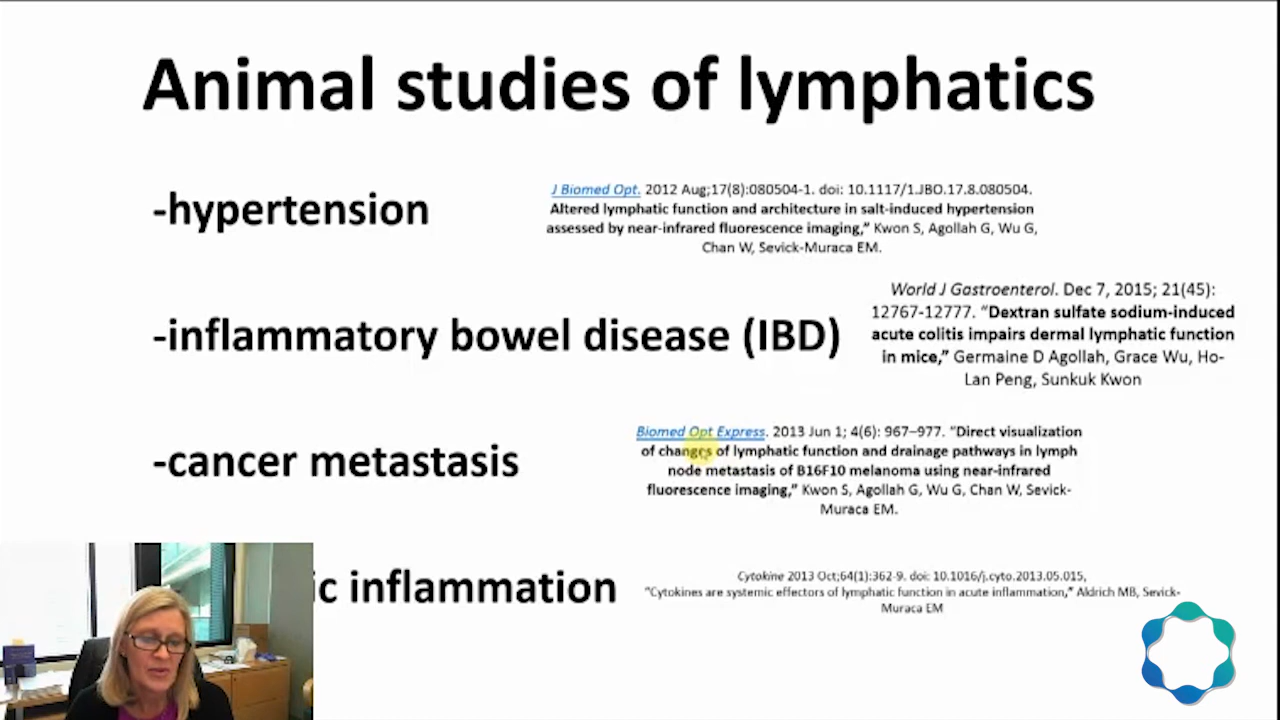 Animal studies of lymphatics
-hypertension
J Biomed Opt. 2012 Aug;17(8):080504-1. doi: 10.1117/1.JBO.17.8.080504.
Altered lymphatic function and architecture in salt-induced hypertension
assessed by near-infrared fluorescence imaging,” Kwon S, Agollah G, Wu G,
Chan W, Sevick-Muraca EM.
-inflammatory bowel disease (IBD)
World J Gastroenterol. Dec 7, 2015; 21(45):
12767-12777. “Dextran sulfate sodium-induced
acute colitis impairs dermal lymphatic function
in mice,” Germaine D Agollah, Grace Wu, Ho-
Lan Peng, Sunkuk Kwon
-cancer metastasis
Biomed Opt Express. 2013 Jun 1; 4(6): 967–977. “Direct visualization
of changes of lymphatic function and drainage pathways in lymph
node metastasis of B16F10 melanoma using near-infrared
fluorescence imaging,” Kwon S, Agollah G, Wu G, Chan W, Sevick-
Muraca EM.
ic inflammation
Cytokine 2013 Oct;64(1):362-9. doi: 10.1016/j.cyto.2013.05.015,
“Cytokines are systemic effectors of lymphatic function in acute inflammation,” Aldrich MB, Sevick-
Muraca EM